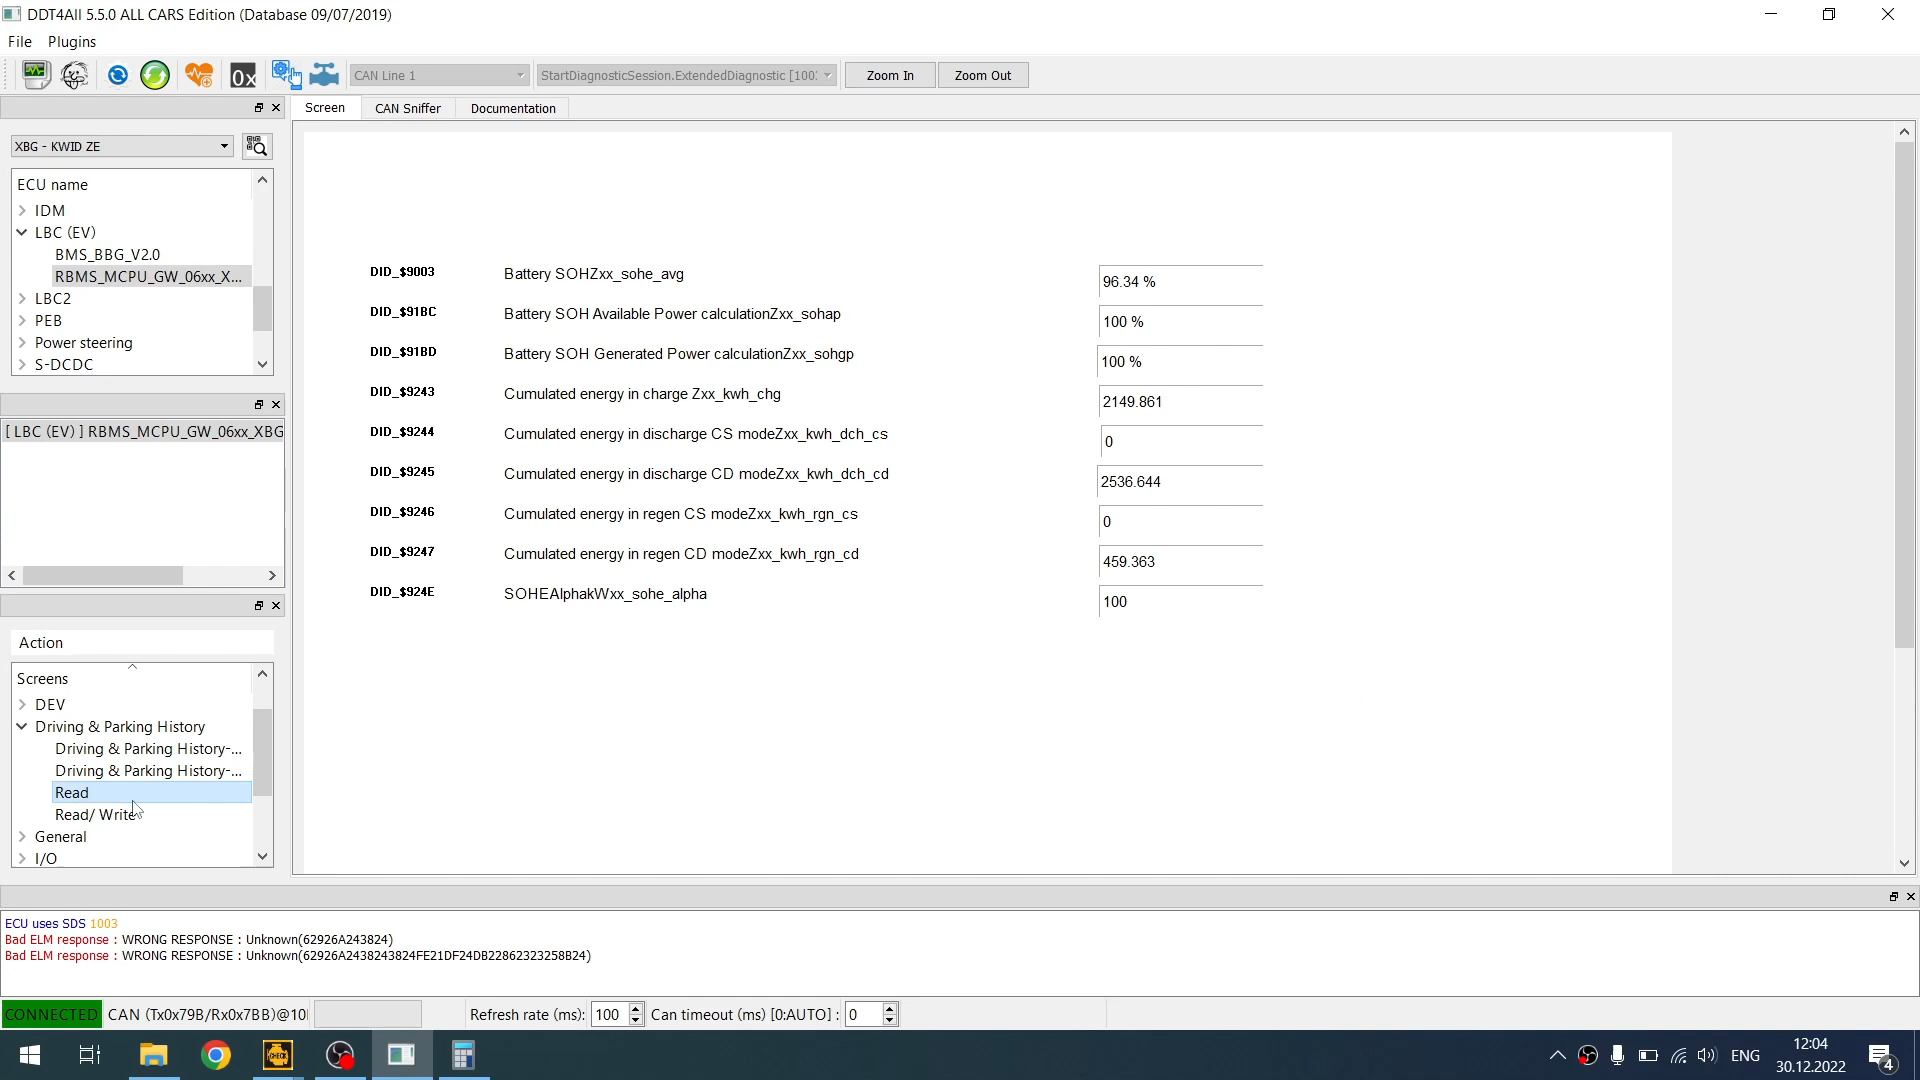 DDT4All 5.5.0 ALL CARS Edition (Database 09/07/2019)
File Plugins
0x CAN Line 1 StartDiagnosticSession.ExtendedDiagnostic [100: Zoom In Zoom Out
Screen CAN Sniffer Documentation
XBG - KWID ZE
ECU name
IDM
LBC (EV)
BMS_BBG_V2.0
RBMS_MCPU_GW_06xx_X...
LBC2
PEB
Power steering
S-DCDC
[ LBC (EV) ] RBMS_MCPU_GW_06xx_XBG
Action
Screens
DEV
Driving & Parking History
Driving & Parking History-...
Driving & Parking History-...
Read
Read/ Write
General
I/O
DID_$9003 Battery SOHZxx_sohe_avg 96.34 %
DID_$91BC Battery SOH Available Power calculationZxx_sohap 100 %
DID_$91BD Battery SOH Generated Power calculationZxx_sohgp 100 %
DID_$9243 Cumulated energy in charge Zxx_kwh_chg 2149.861
DID_$9244 Cumulated energy in discharge CS modeZxx_kwh_dch_cs 0
DID_$9245 Cumulated energy in discharge CD modeZxx_kwh_dch_cd 2536.644
DID_$9246 Cumulated energy in regen CS modeZxx_kwh_rgn_cs 0
DID_$9247 Cumulated energy in regen CD modeZxx_kwh_rgn_cd 459.363
DID_$924E SOHEAlphakWxx_sohe_alpha 100
ECU uses SDS 1003
Bad ELM response : WRONG RESPONSE : Unknown(62926A243824)
Bad ELM response : WRONG RESPONSE : Unknown(62926A2438243824FE21DF24DB22862323258B24)
CONNECTED CAN (Tx0x79B/Rx0x7BB)@10 Refresh rate (ms): 100 Can timeout (ms) [0:AUTO] : 0
CHECK ENG 12:04
30.12.2022 4